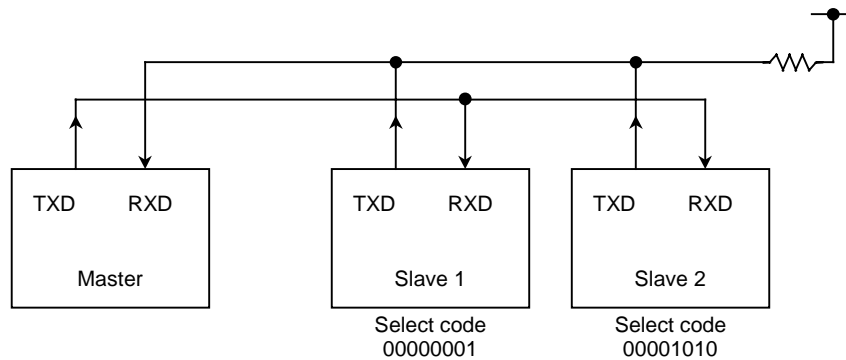 TXD RXD
Master
TXD RXD
Slave 1
Select code
00000001
TXD RXD
Slave 2
Select code
00001010